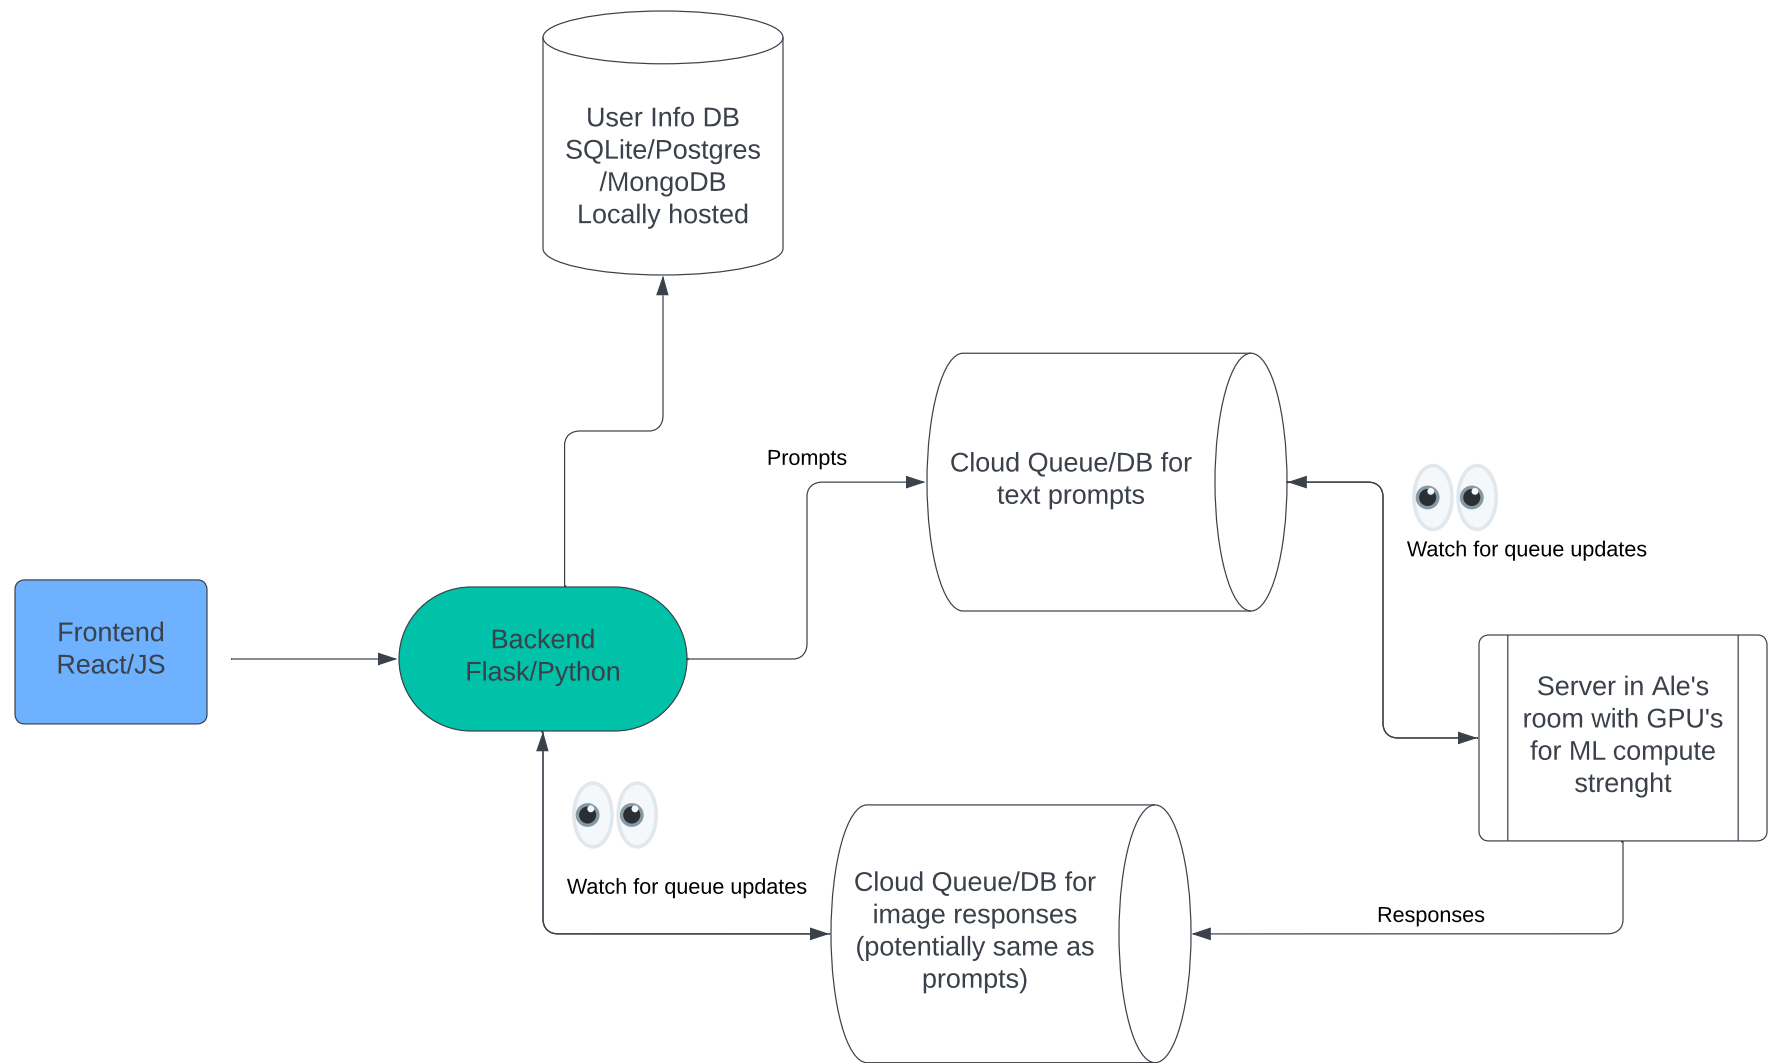 User Info DB
SQLite/Postgres
/MongoDB
Locally hosted
Prompts
Cloud Queue/DB for
text prompts
Watch for queue updates
Frontend
React/JS
Backend
Flask/Python
Server in Ale's
room with GPU's
for ML compute
strenght
Watch for queue updates
Cloud Queue/DB for
image responses
(potentially same as
prompts)
Responses